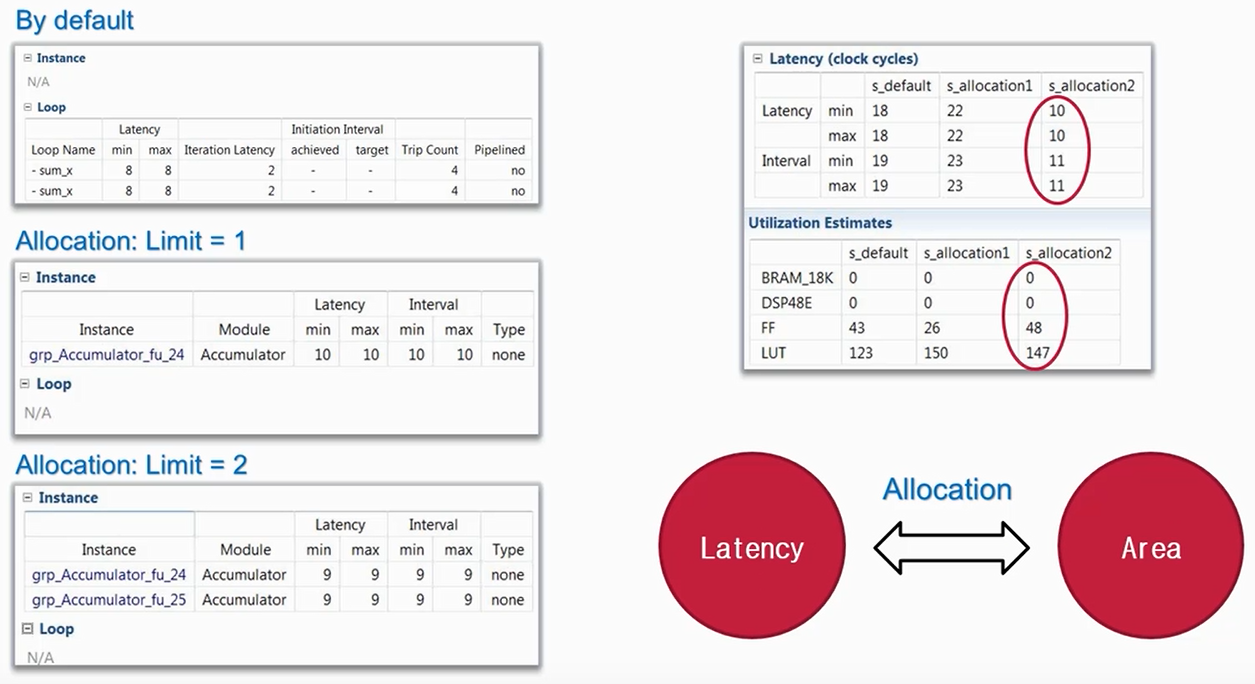 By default
Instance
N/A
Loop
Latency Initiation Interval
Loop Name min max Iteration Latency achieved target Trip Count Pipelined
- sum_x 8 8 2 - - 4 no
- sum_x 8 8 2 - - 4 no
Allocation: Limit = 1
Instance
Latency Interval
Instance Module min max min max Type
grp_Accumulator_fu_24 Accumulator 10 10 10 10 none
Loop
N/A
Allocation: Limit = 2
Instance
Latency Interval
Instance Module min max min max Type
grp_Accumulator_fu_24 Accumulator 9 9 9 9 none
grp_Accumulator_fu_25 Accumulator 9 9 9 9 none
Loop
N/A
Latency (clock cycles)
s_default s_allocation1 s_allocation2
Latency min 18 22 10
max 18 22 10
Interval min 19 23 11
max 19 23 11
Utilization Estimates
s_default s_allocation1 s_allocation2
BRAM_18K 0 0 0
DSP48E 0 0 0
FF 43 26 48
LUT 123 150 147
Latency
Allocation
Area